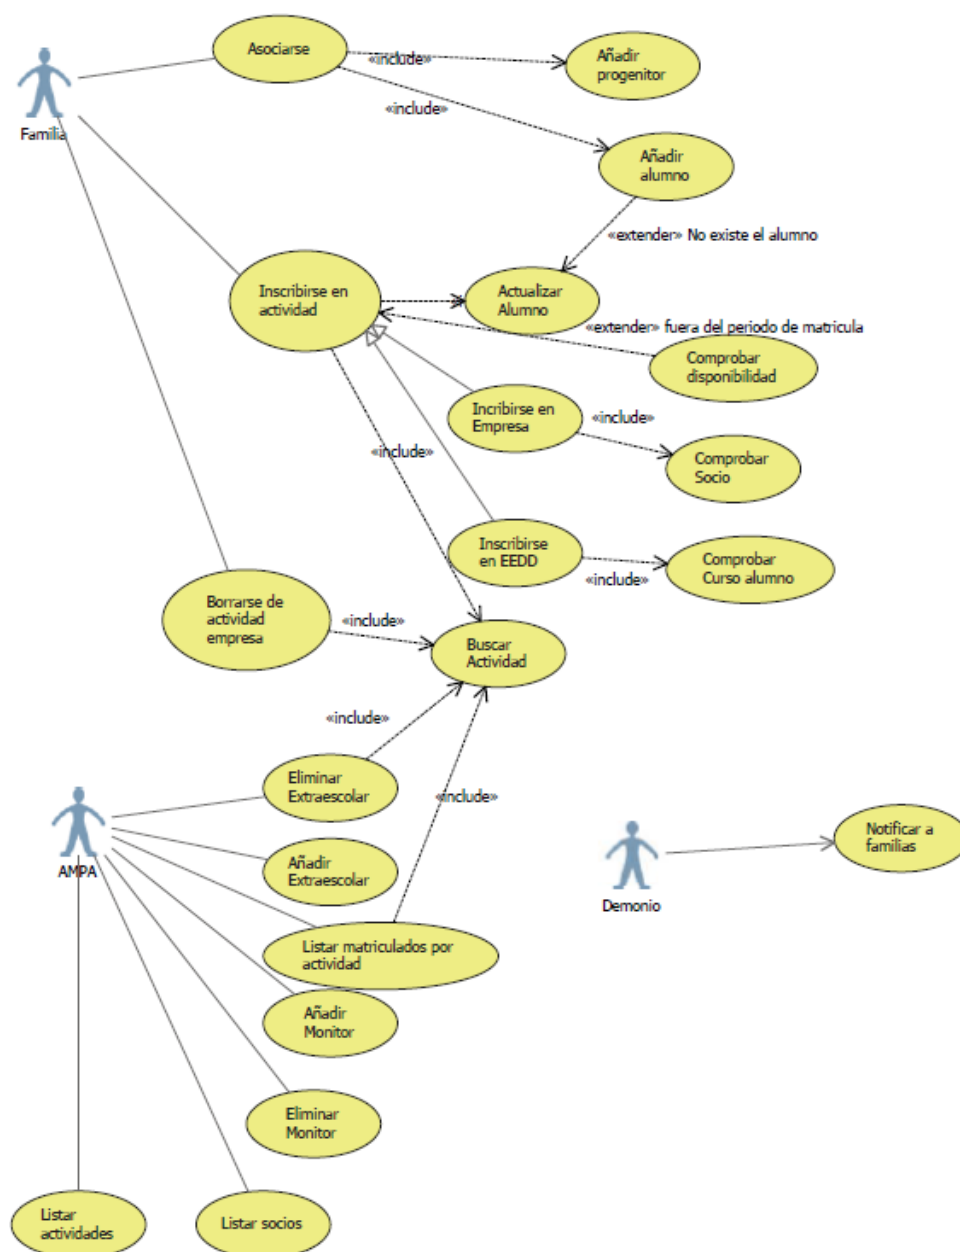 Asociarse
«include»
Añadir
progenitor
Familia
«include»
Añadir
alumno
«extender» No existe el alumno
Inscribirse en
actividad
Actualizar
Alumno
«extender» fuera del periodo de matricula
Comprobar
disponibilidad
Incribirse en
Empresa
«include»
«include»
Comprobar
Socio
Inscribirse
en EEDD
«include»
Comprobar
Curso alumno
Borrarse de
actividad
empresa
«include»
Buscar
Actividad
«include»
Eliminar
Extraescolar
«include»
AMPA
Añadir
Extraescolar
Demonio
Notificar a
familias
Listar matriculados por
actividad
Añadir
Monitor
Eliminar
Monitor
Listar
actividades
Listar socios